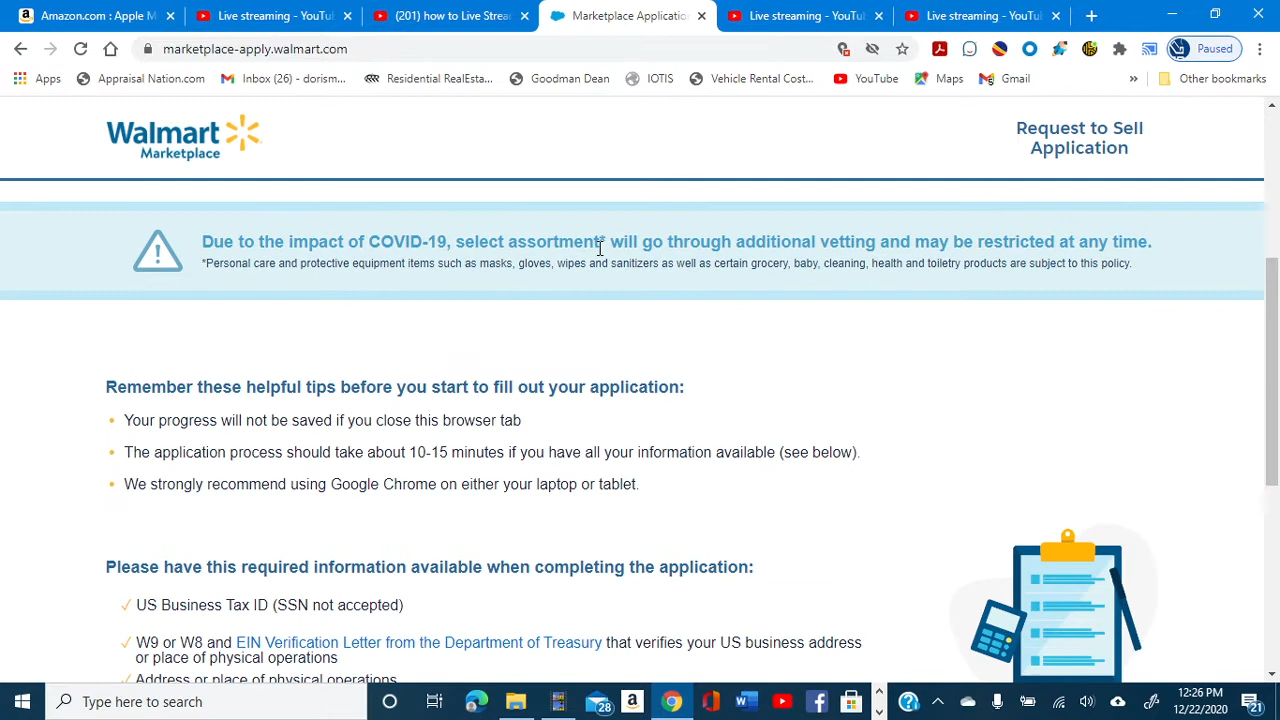 Amazon.com : Apple M
Live streaming - YouTu
(201) how to Live Strea
Marketplace Application
Live streaming - YouTu
Live streaming - YouTu
marketplace-apply.walmart.com
Paused
Apps
Appraisal Nation.com
Inbox (26) - dorism...
Residential RealEsta...
Goodman Dean
IOTIS
Vehicle Rental Cost...
YouTube
Maps
Gmail
»
Other bookmarks
Walmart
Marketplace
Request to Sell
Application
Due to the impact of COVID-19, select assortment* will go through additional vetting and may be restricted at any time.
*Personal care and protective equipment items such as masks, gloves, wipes and sanitizers as well as certain grocery, baby, cleaning, health and toiletry products are subject to this policy.
Remember these helpful tips before you start to fill out your application:
• Your progress will not be saved if you close this browser tab
• The application process should take about 10-15 minutes if you have all your information available (see below).
• We strongly recommend using Google Chrome on either your laptop or tablet.
Please have this required information available when completing the application:
✓ US Business Tax ID (SSN not accepted)
✓ W9 or W8 and EIN Verification Letter from the Department of Treasury that verifies your US business address
or place of physical operations
Address or place of physical operations
Type here to search
28
12:26 PM
12/22/2020
21